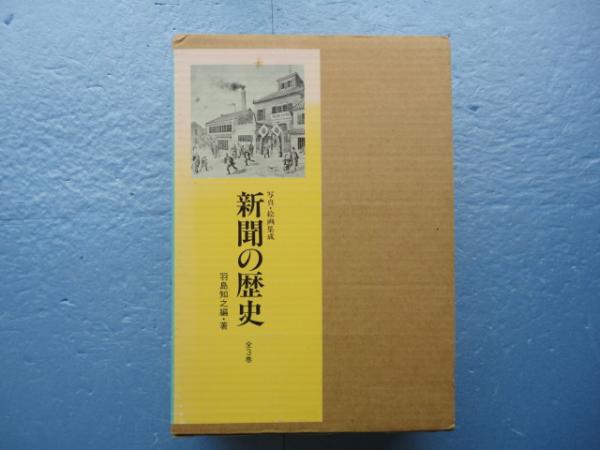 写真・絵画集成
新聞の歴史
羽島知之編・著
全3巻